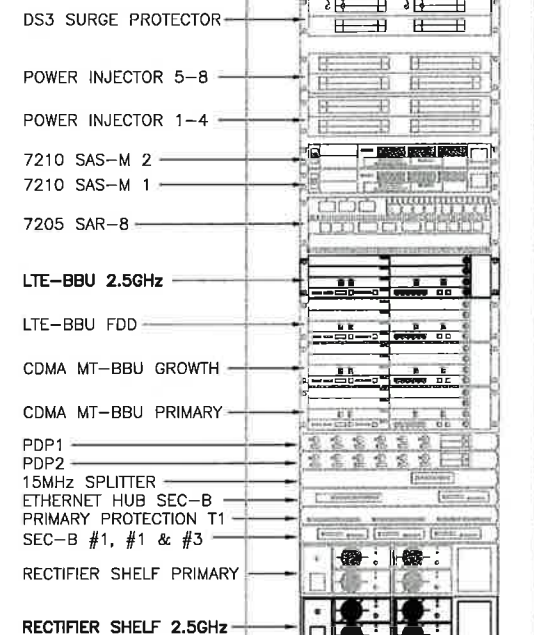 DS3 SURGE PROTECTOR
POWER INJECTOR 5-8
POWER INJECTOR 1-4
7210 SAS-M 2
7210 SAS-M 1
7205 SAR-8
LTE-BBU 2.5GHz
LTE-BBU FDD
CDMA MT-BBU GROWTH
CDMA MT-BBU PRIMARY
PDP1
PDP2
15MHz SPLITTER
ETHERNET HUB SEC-B
PRIMARY PROTECTION T1
SEC-B #1, #1 & #3
RECTIFIER SHELF PRIMARY
RECTIFIER SHELF 2.5GHz